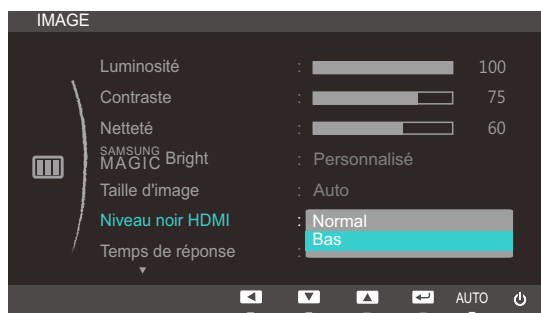 IMAGE
Luminosité : 100
Contraste : 75
Netteté : 60
SAMSUNG MAGIC Bright : Personnalisé
Taille d'image : Auto
Niveau noir HDMI : Normal
Bas
Temps de réponse :
AUTO